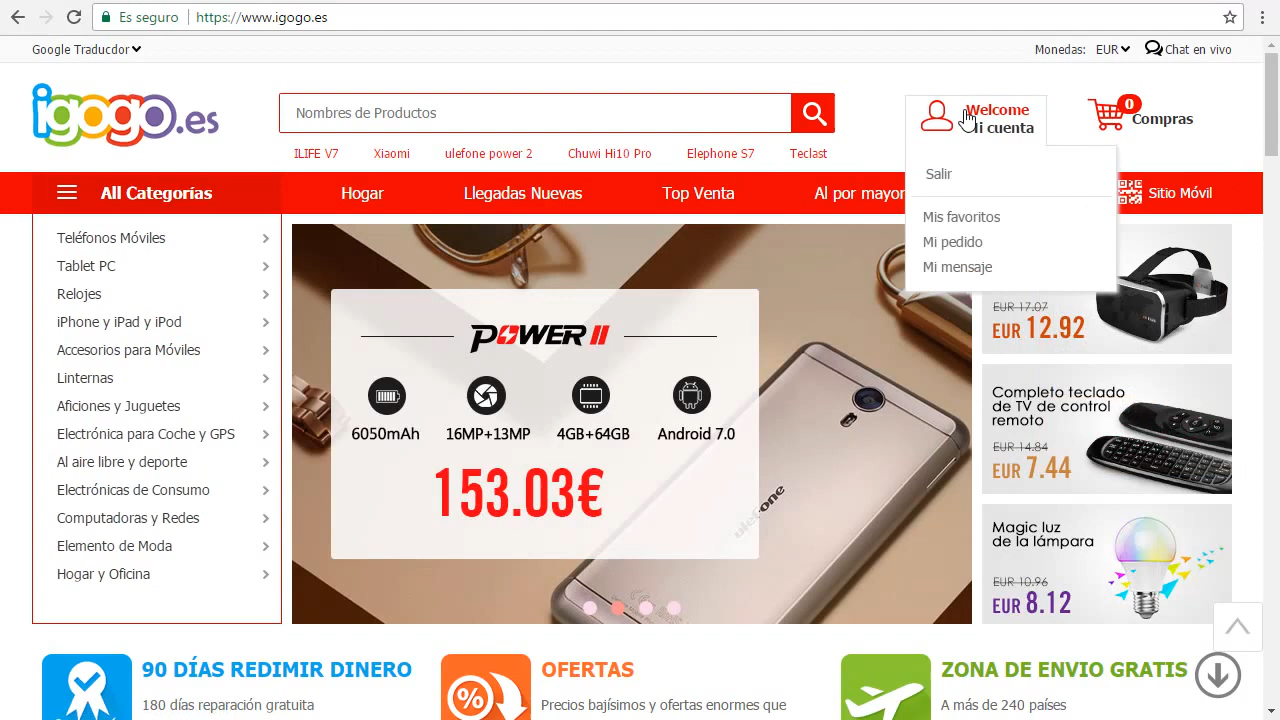 Es seguro https://www.igogo.es
Google Traducdor
Monedas: EUR Chat en vivo
igogo.es
Nombres de Productos
Welcome
Mi cuenta
0
Compras
ILIFE V7 Xiaomi ulefone power 2 Chuwi Hi10 Pro Elephone S7 Teclast
Salir
Mis favoritos
Mi pedido
Mi mensaje
All Categorías Hogar Llegadas Nuevas Top Venta Al por mayor Sitio Móvil
Teléfonos Móviles
Tablet PC
Relojes
iPhone y iPad y iPod
Accesorios para Móviles
Linternas
Aficiones y Juguetes
Electrónica para Coche y GPS
Al aire libre y deporte
Electrónicas de Consumo
Computadoras y Redes
Elemento de Moda
Hogar y Oficina
POWER II
6050mAh 16MP+13MP 4GB+64GB Android 7.0
153.03€
ulefone
EUR 17.07
EUR 12.92
Completo teclado
de TV de control
remoto
EUR 14.84
EUR 7.44
Magic luz
de la lámpara
EUR 10.96
EUR 8.12
90 DÍAS REDIMIR DINERO
180 días reparación gratuita
%
OFERTAS
Precios bajísimos y ofertas enormes que
ZONA DE ENVIO GRATIS
A más de 240 países